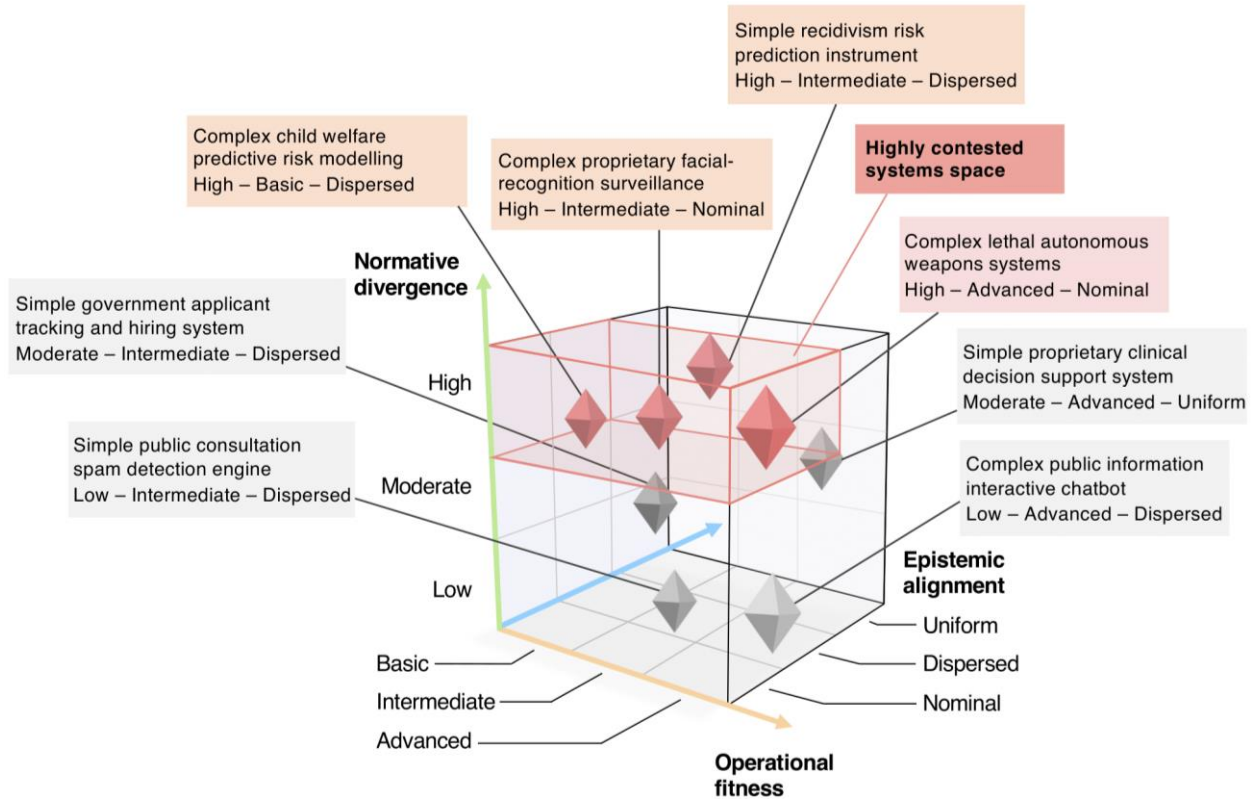 Simple recidivism risk
prediction instrument
High – Intermediate – Dispersed
Complex child welfare
predictive risk modelling
High – Basic – Dispersed
Complex proprietary facial-
recognition surveillance
High – Intermediate – Nominal
Highly contested
systems space
Complex lethal autonomous
weapons systems
High – Advanced – Nominal
Normative
divergence
Simple government applicant
tracking and hiring system
Moderate – Intermediate – Dispersed
Simple proprietary clinical
decision support system
Moderate – Advanced – Uniform
High
Simple public consultation
spam detection engine
Low – Intermediate – Dispersed
Complex public information
interactive chatbot
Low – Advanced – Dispersed
Moderate
Low
Epistemic
alignment
Uniform
Dispersed
Nominal
Basic
Intermediate
Advanced
Operational
fitness